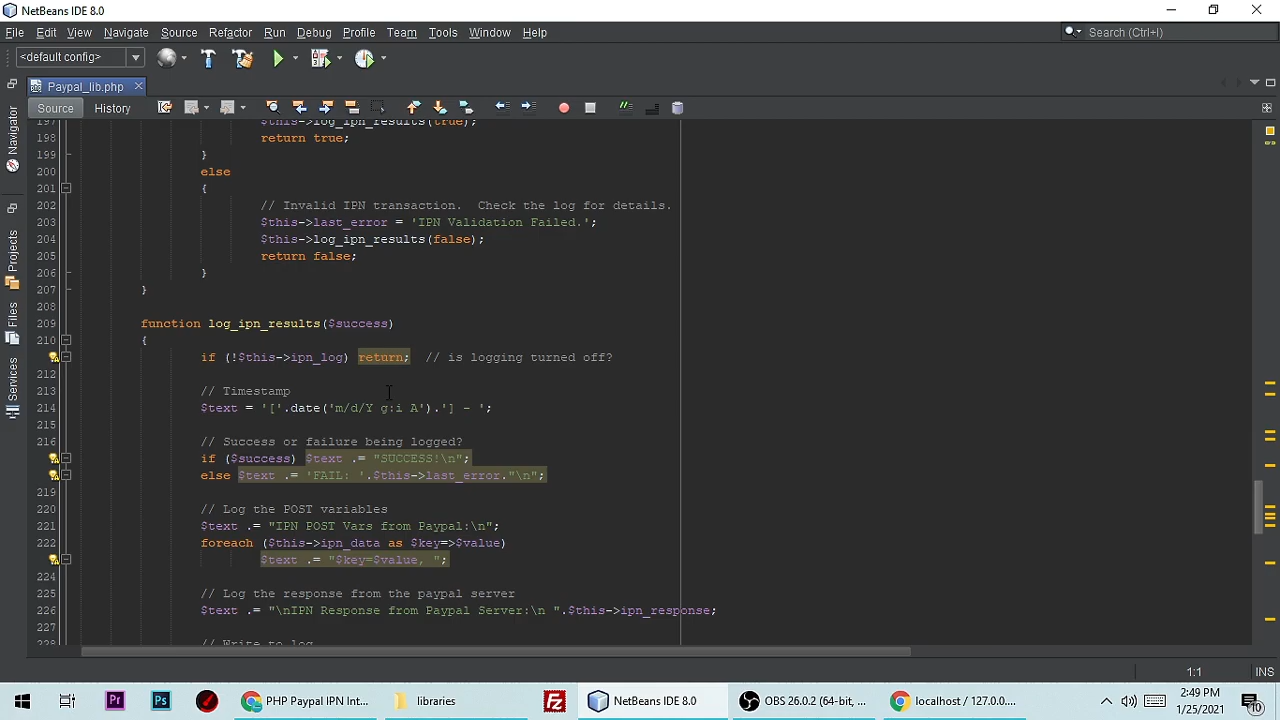 NetBeans IDE 8.0
File Edit View Navigate Source Refactor Run Debug Profile Team Tools Window Help
Search (Ctrl+I)
<default config>
Paypal_lib.php
Source History
Navigator
Projects
Files
Services
197 $this->log_ipn_results(true);
198 return true;
199 }
200 else
201 {
202 // Invalid IPN transaction.  Check the log for details.
203 $this->last_error = 'IPN Validation Failed.';
204 $this->log_ipn_results(false);
205 return false;
206 }
207 }
208
209 function log_ipn_results($success)
210 {
if (!$this->ipn_log) return;  // is logging turned off?
212
213 // Timestamp
214 $text = '['.date('m/d/Y g:i A').'] - ';
215
216 // Success or failure being logged?
if ($success) $text .= "SUCCESS!\n";
else $text .= 'FAIL: '.$this->last_error."\n";
219
220 // Log the POST variables
221 $text .= "IPN POST Vars from Paypal:\n";
222 foreach ($this->ipn_data as $key=>$value)
$text .= "$key=$value, ";
224
225 // Log the response from the paypal server
226 $text .= "\nIPN Response from Paypal Server:\n ".$this->ipn_response;
227
228 // Write to log
1:1 INS
Pr Ps PHP Paypal IPN Int... libraries Fz NetBeans IDE 8.0 OBS 26.0.2 (64-bit, ... localhost / 127.0.0....
2:49 PM
1/25/2021
10